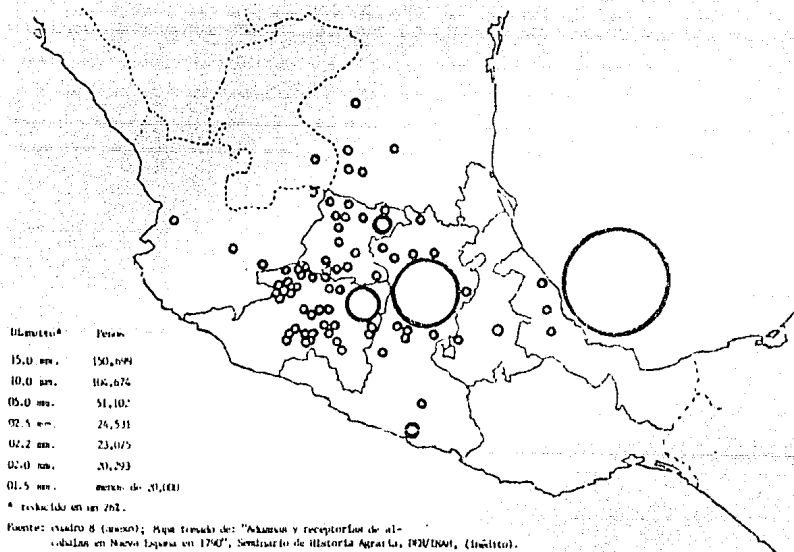 Diámetro* Pesos
15.0 mm. 150,699
10.0 mm. 104,674
05.0 mm. 51,102
02.5 mm. 24,531
02.2 mm. 23,075
02.0 mm. 20,293
01.5 mm. menos de 20,000
* reducido en un 26%.
Fuente: cuadro 8 (anexo); Mapa tomado de: "Aduanas y receptorías de al-
cabalas en Nueva España en 1790", Seminario de Historia Agraria, (inédito).